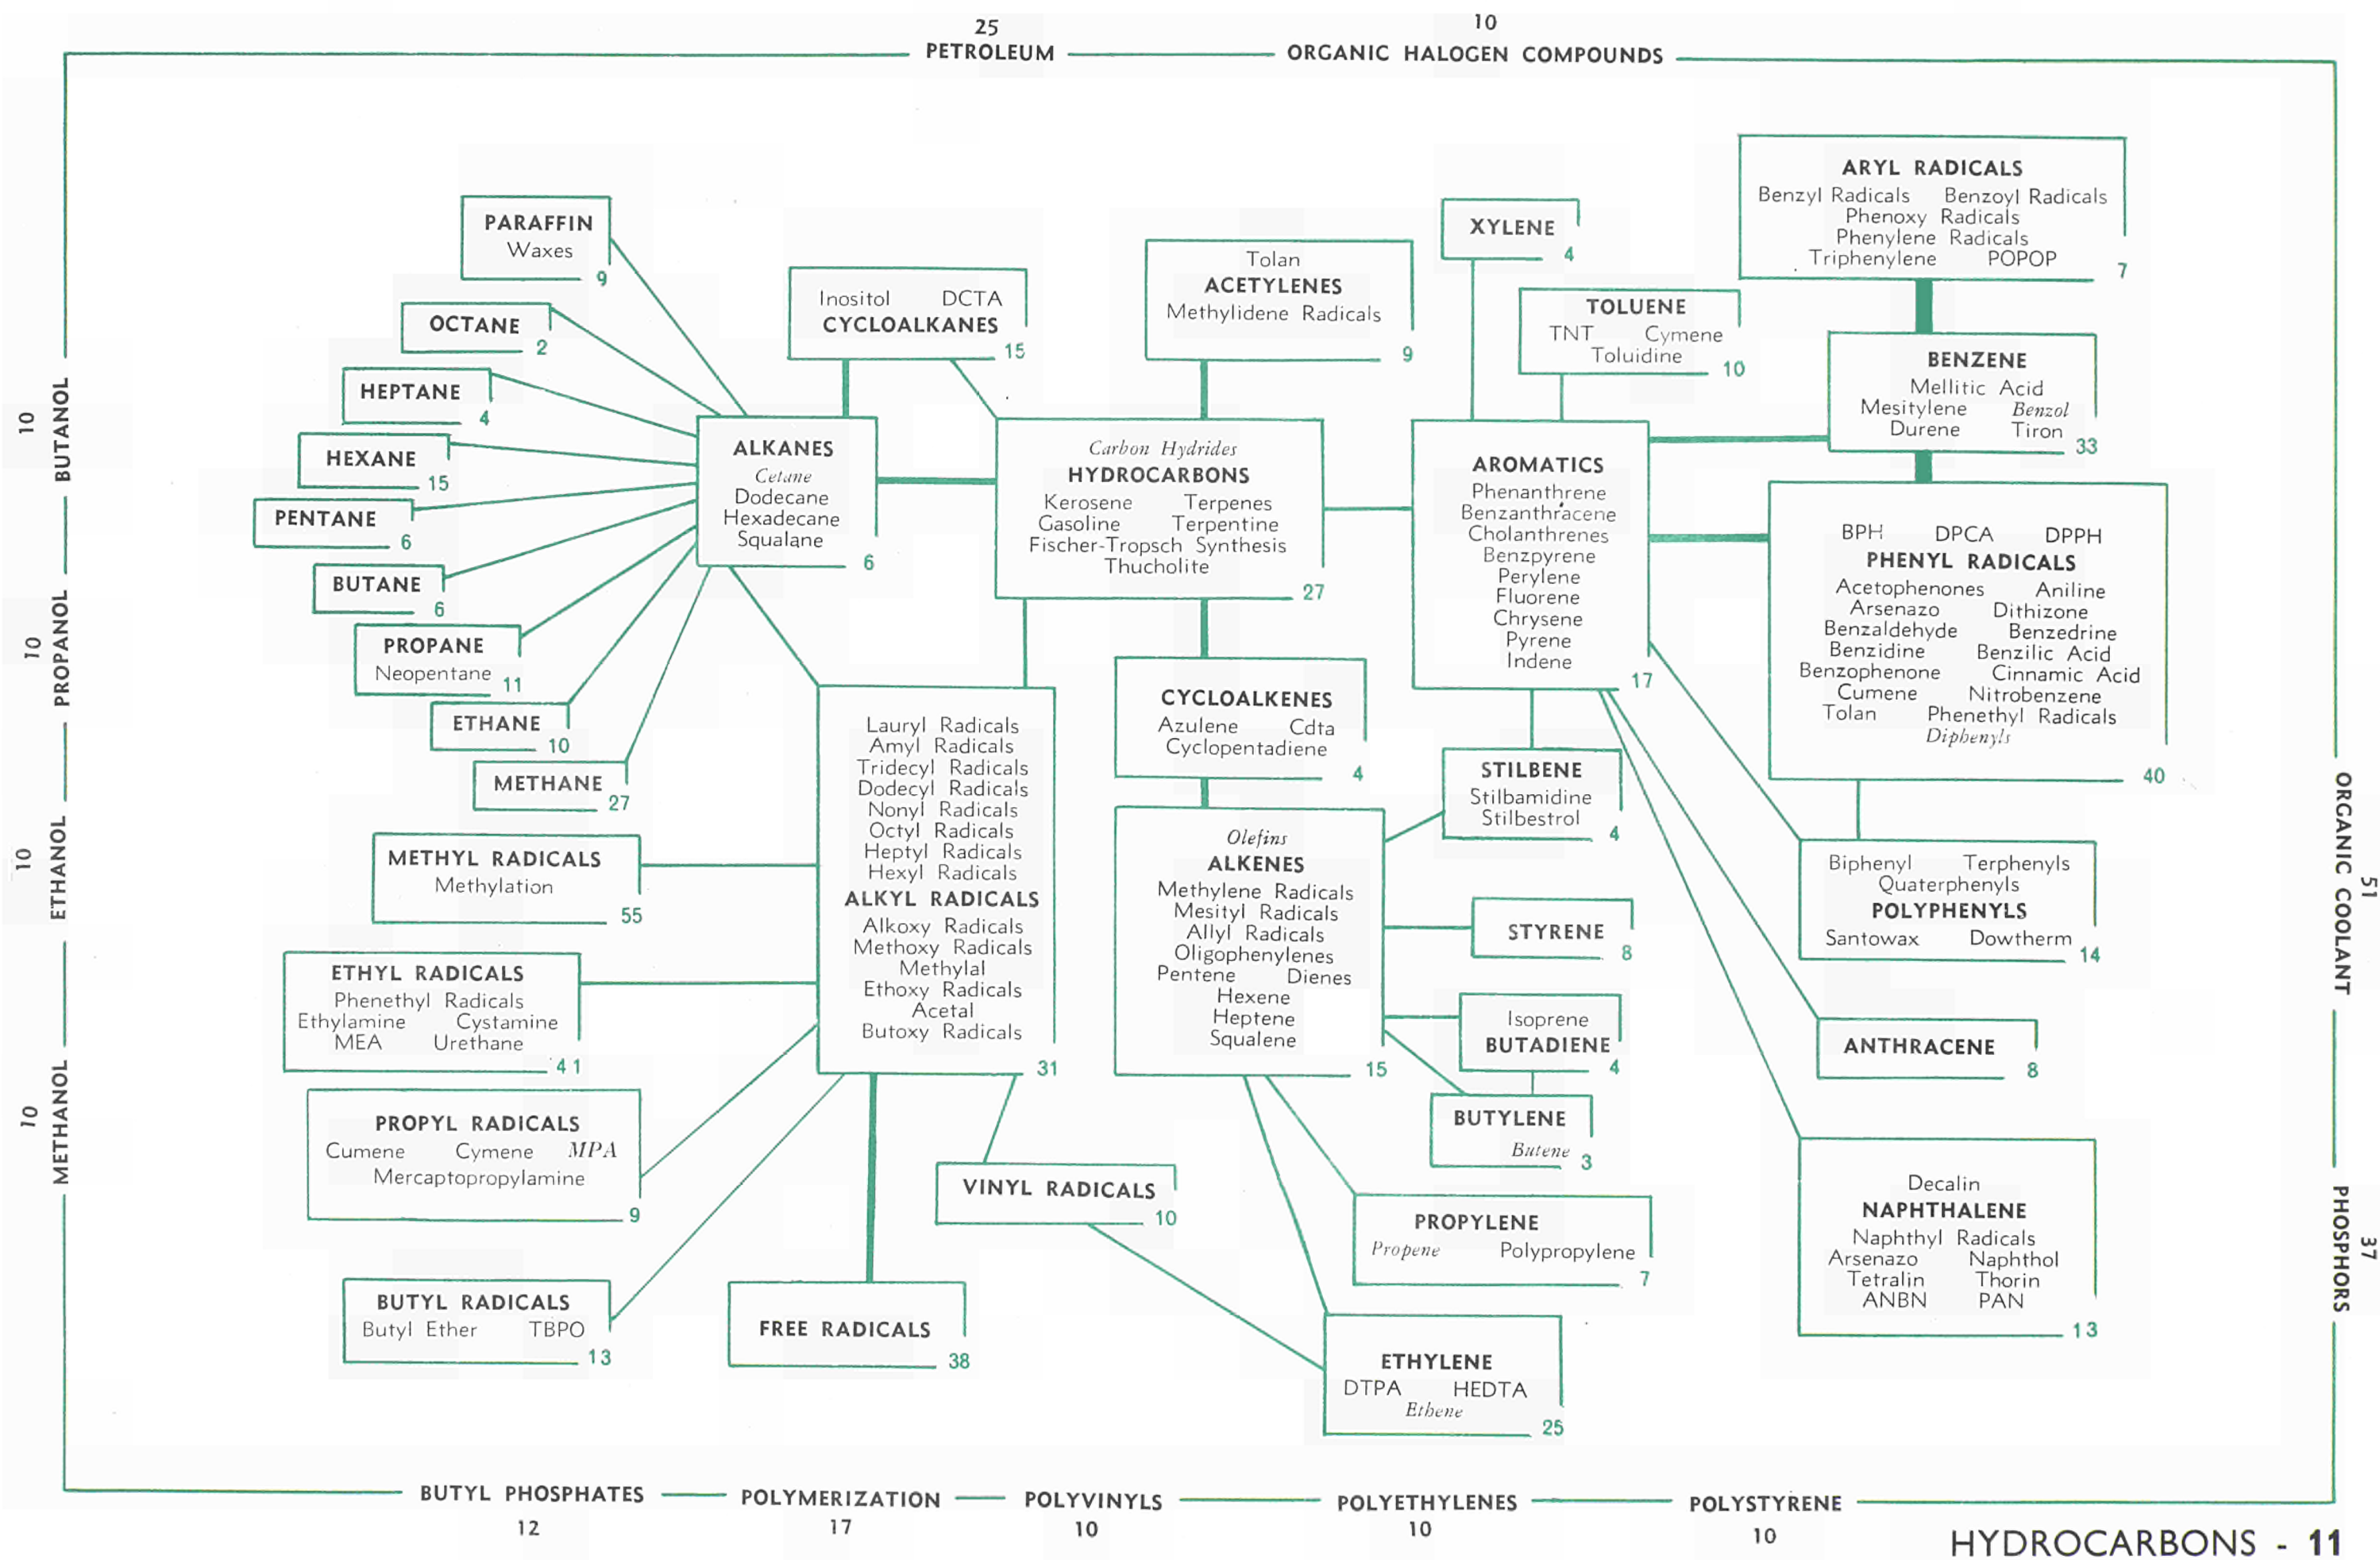 25
PETROLEUM
10
ORGANIC HALOGEN COMPOUNDS
10
BUTANOL
10
PROPANOL
10
ETHANOL
10
METHANOL
PARAFFIN
Waxes
9
OCTANE
2
HEPTANE
4
HEXANE
15
PENTANE
6
BUTANE
6
PROPANE
Neopentane
11
ETHANE
10
METHANE
27
METHYL RADICALS
Methylation
55
ETHYL RADICALS
Phenethyl Radicals
Ethylamine Cystamine
MEA Urethane
41
PROPYL RADICALS
Cumene Cymene MPA
Mercaptopropylamine
9
BUTYL RADICALS
Butyl Ether TBPO
13
Inositol DCTA
CYCLOALKANES
15
ALKANES
Cetane
Dodecane
Hexadecane
Squalane
6
Lauryl Radicals
Amyl Radicals
Tridecyl Radicals
Dodecyl Radicals
Nonyl Radicals
Octyl Radicals
Heptyl Radicals
Hexyl Radicals
ALKYL RADICALS
Alkoxy Radicals
Methoxy Radicals
Methylal
Ethoxy Radicals
Acetal
Butoxy Radicals
31
FREE RADICALS
38
VINYL RADICALS
10
Tolan
ACETYLENES
Methylidene Radicals
9
Carbon Hydrides
HYDROCARBONS
Kerosene Terpenes
Gasoline Terpentine
Fischer-Tropsch Synthesis
Thucholite
27
CYCLOALKENES
Azulene Cdta
Cyclopentadiene
4
Olefins
ALKENES
Methylene Radicals
Mesityl Radicals
Allyl Radicals
Oligophenylenes
Pentene Dienes
Hexene
Heptene
Squalene
15
XYLENE
4
TOLUENE
TNT Cymene
Toluidine
10
AROMATICS
Phenanthrene
Benzanthracene
Cholanthrenes
Benzpyrene
Perylene
Fluorene
Chrysene
Pyrene
Indene
17
STILBENE
Stilbamidine
Stilbestrol
4
STYRENE
8
Isoprene
BUTADIENE
4
BUTYLENE
Butene
3
PROPYLENE
Propene Polypropylene
7
ETHYLENE
DTPA HEDTA
Ethene
25
ARYL RADICALS
Benzyl Radicals Benzoyl Radicals
Phenoxy Radicals
Phenylene Radicals
Triphenylene POPOP
7
BENZENE
Mellitic Acid
Mesitylene Benzol
Durene Tiron
33
BPH DPCA DPPH
PHENYL RADICALS
Acetophenones Aniline
Arsenazo Dithizone
Benzaldehyde Benzedrine
Benzidine Benzilic Acid
Benzophenone Cinnamic Acid
Cumene Nitrobenzene
Tolan Phenethyl Radicals
Diphenyls
40
Biphenyl Terphenyls
Quaterphenyls
POLYPHENYLS
Santowax Dowtherm
14
ANTHRACENE
8
Decalin
NAPHTHALENE
Naphthyl Radicals
Arsenazo Naphthol
Tetralin Thorin
ANBN PAN
13
ORGANIC COOLANT
51
PHOSPHORS
37
BUTYL PHOSPHATES
12
POLYMERIZATION
17
POLYVINYLS
10
POLYETHYLENES
10
POLYSTYRENE
10
HYDROCARBONS - 11